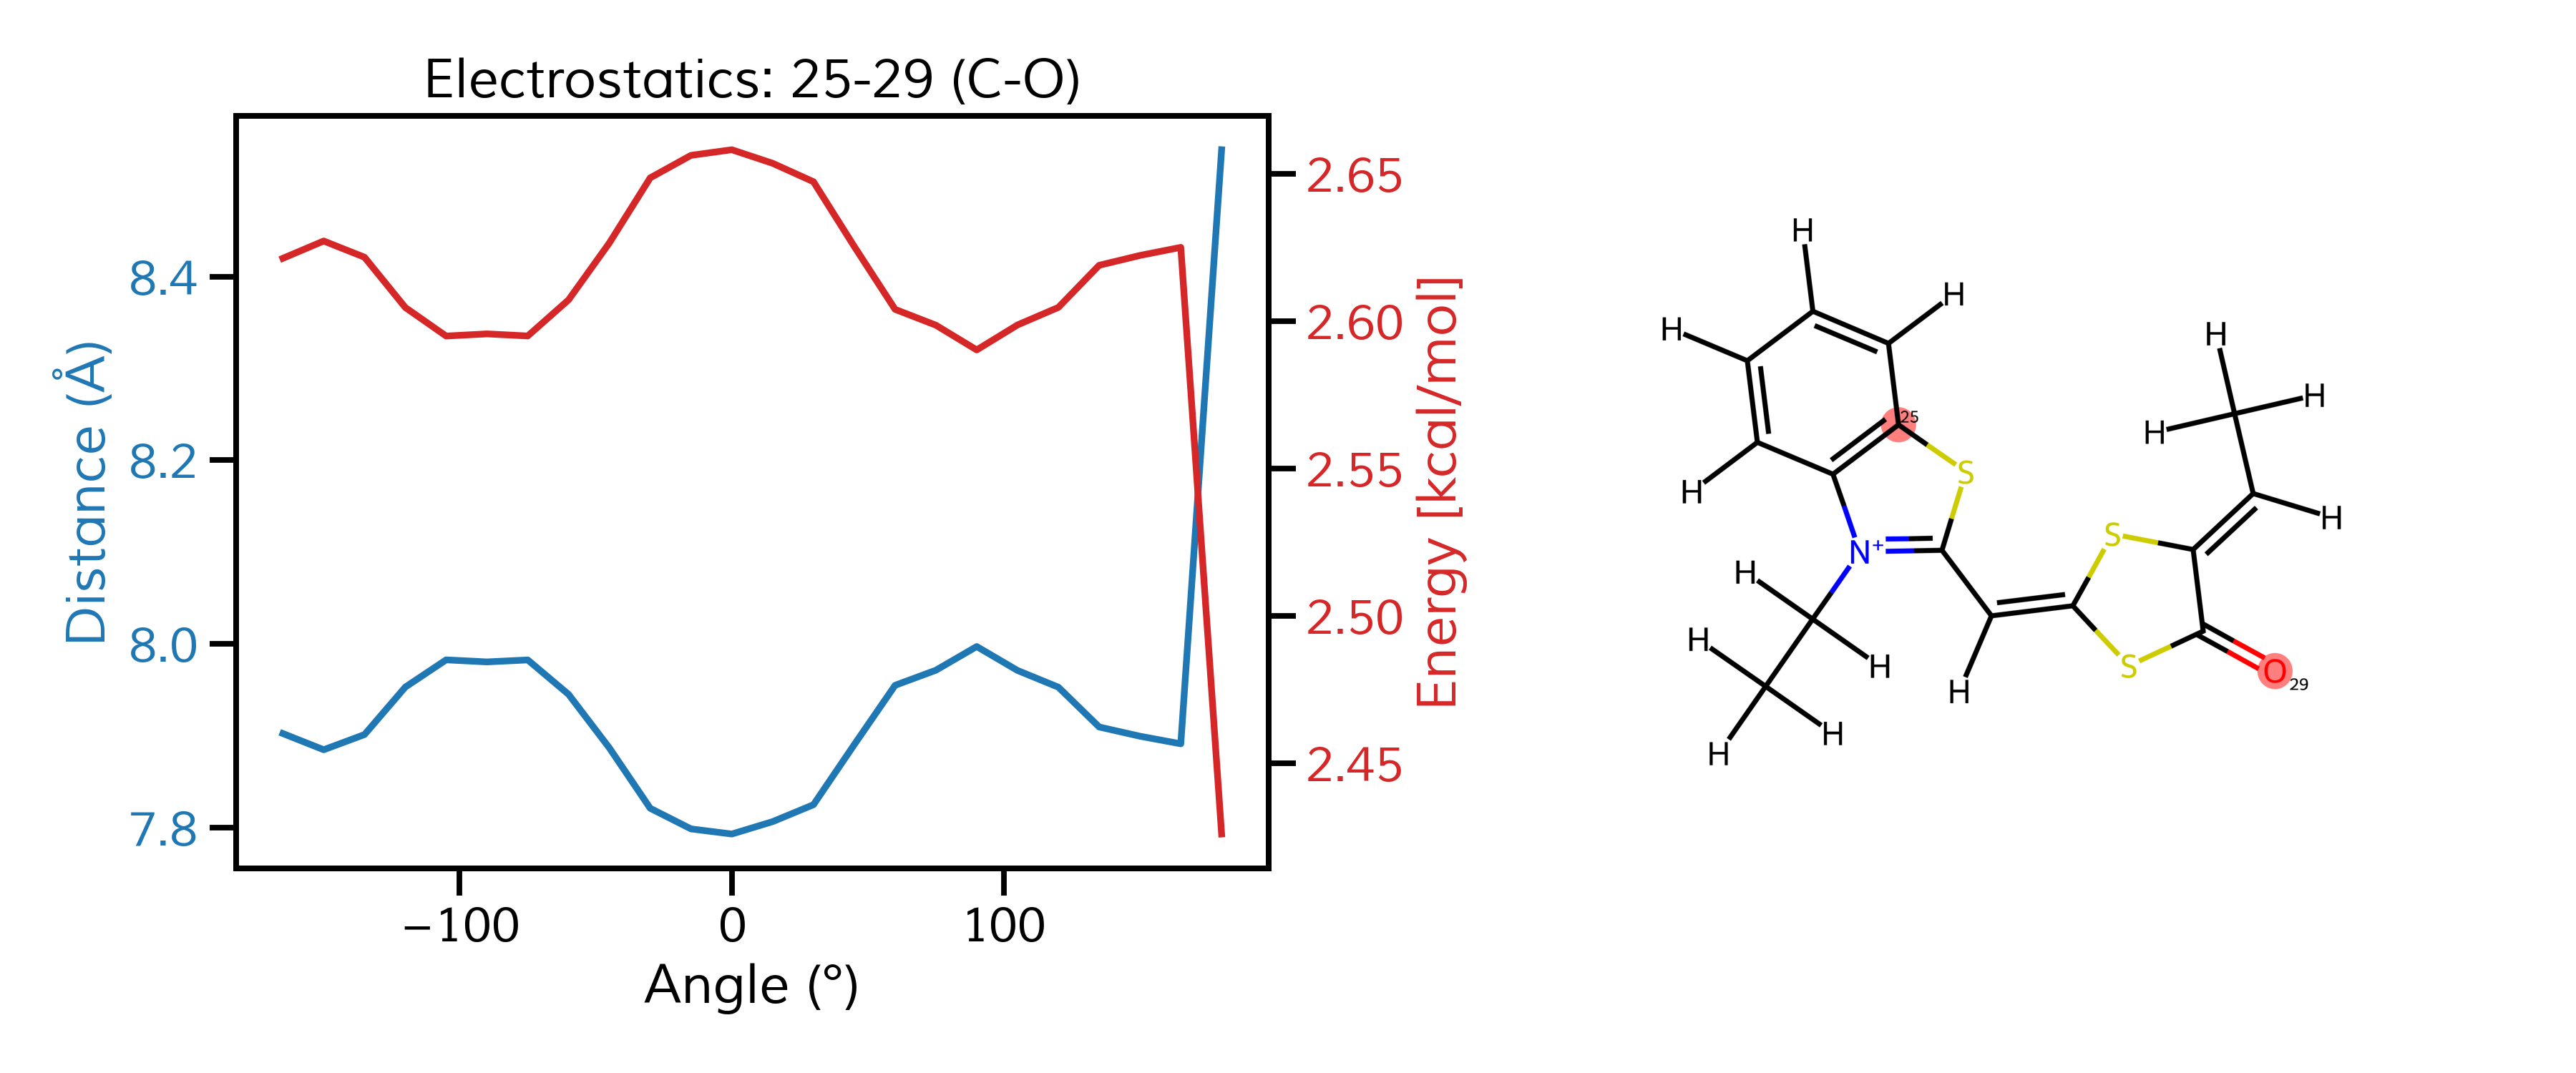 Electrostatics: 25-29 (C-O)
Distance (Å)
8.4
8.2
8.0
7.8
−100
0
100
Angle (°)
2.65
2.60
2.55
2.50
2.45
Energy [kcal/mol]
H
H
H
H
25
S
N+
H
H
H
H
H
H
S
S
H
H
H
H
O
29